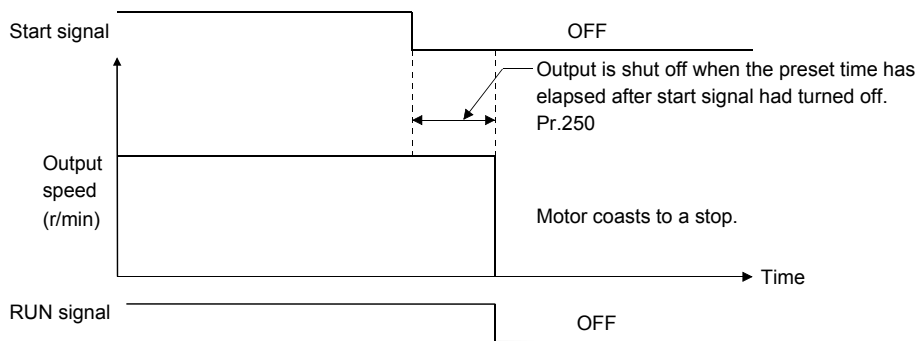 Start signal
OFF
Output is shut off when the preset time has
elapsed after start signal had turned off.
Pr.250
Output
speed
(r/min)
Motor coasts to a stop.
Time
RUN signal
OFF